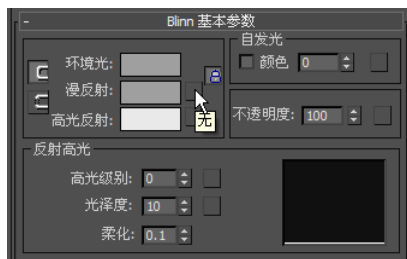 - Blinn 基本参数
环境光:
漫反射:
高光反射:
无
自发光
颜色 0
不透明度: 100
反射高光
高光级别: 0
光泽度: 10
柔化: 0.1